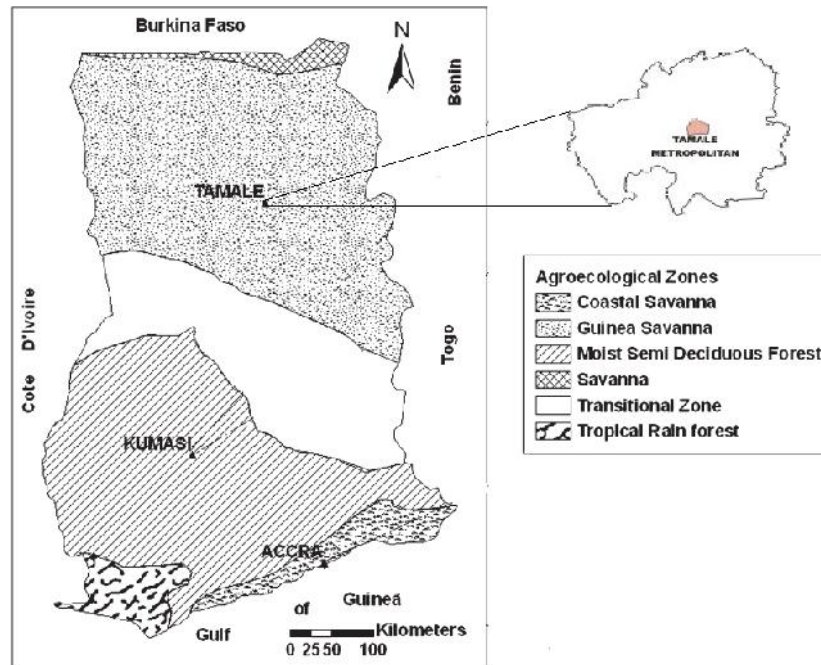 Burkina Faso
N
Benin
TAMALE
TAMALE
METROPOLITAN
Cote D'Ivoire
Togo
Agroecological Zones
Coastal Savanna
Guinea Savanna
Moist Semi Deciduous Forest
Savanna
Transitional Zone
Tropical Rain forest
KUMASI
ACCRA
Gulf of Guinea
Kilometers
0 25 50 100